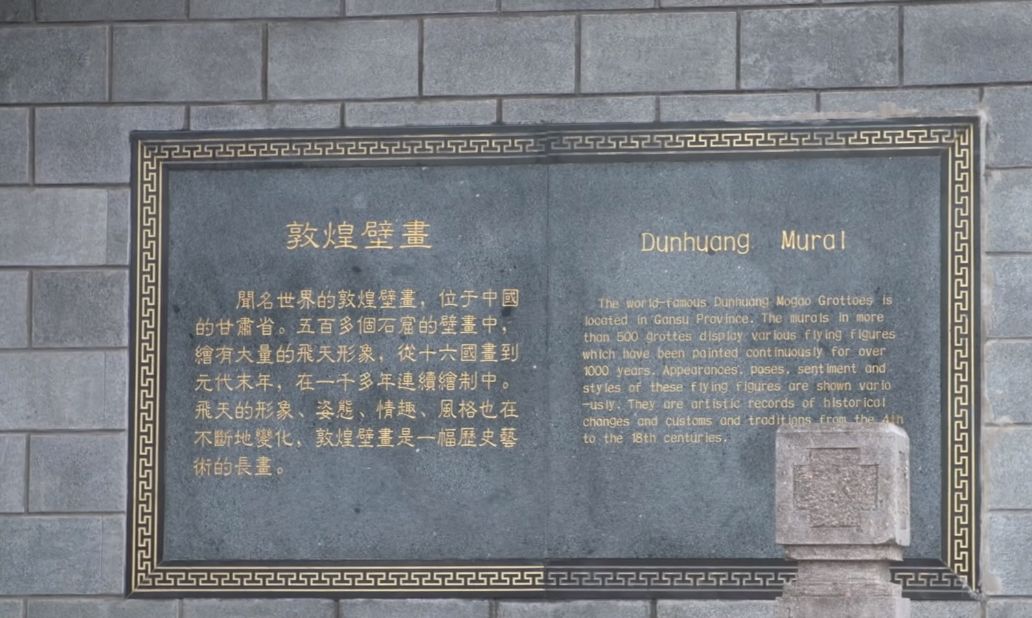 敦煌壁畫
聞名世界的敦煌壁畫，位于中國
的甘肅省。五百多個石窟的壁畫中，
繪有大量的飛天形象，從十六國畫到
元代末年，在一千多年連續繪制中。
飛天的形象、姿態、情趣、風格也在
不斷地變化，敦煌壁畫是一幅歷史藝
術的長畫。
Dunhuang Mural
The world-famous Dunhuang Mogao Grottoes is
located in Gansu Province. The murals in more
than 500 grottes display various flying figures
which have been painted continuously for over
1000 years. Appearances, poses, sentiment and
styles of these flying figures are shown vario
-usly. They are artistic records of historical
changes and customs and traditions from the 4th
to the 18th centuries.